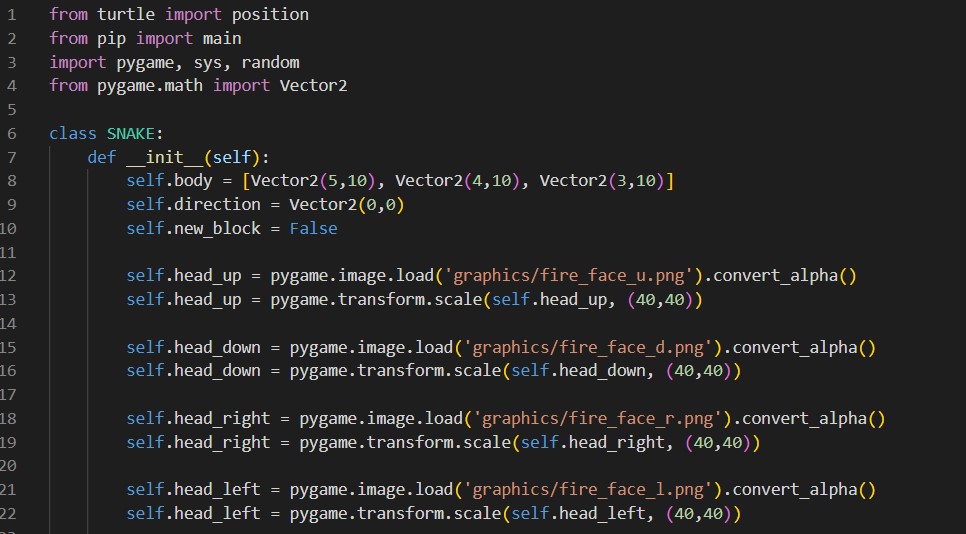 1 from turtle import position
2 from pip import main
3 import pygame, sys, random
4 from pygame.math import Vector2
5
6 class SNAKE:
7     def __init__(self):
8         self.body = [Vector2(5,10), Vector2(4,10), Vector2(3,10)]
9         self.direction = Vector2(0,0)
10         self.new_block = False
11
12         self.head_up = pygame.image.load('graphics/fire_face_u.png').convert_alpha()
13         self.head_up = pygame.transform.scale(self.head_up, (40,40))
14
15         self.head_down = pygame.image.load('graphics/fire_face_d.png').convert_alpha()
16         self.head_down = pygame.transform.scale(self.head_down, (40,40))
17
18         self.head_right = pygame.image.load('graphics/fire_face_r.png').convert_alpha()
19         self.head_right = pygame.transform.scale(self.head_right, (40,40))
20
21         self.head_left = pygame.image.load('graphics/fire_face_l.png').convert_alpha()
22         self.head_left = pygame.transform.scale(self.head_left, (40,40))